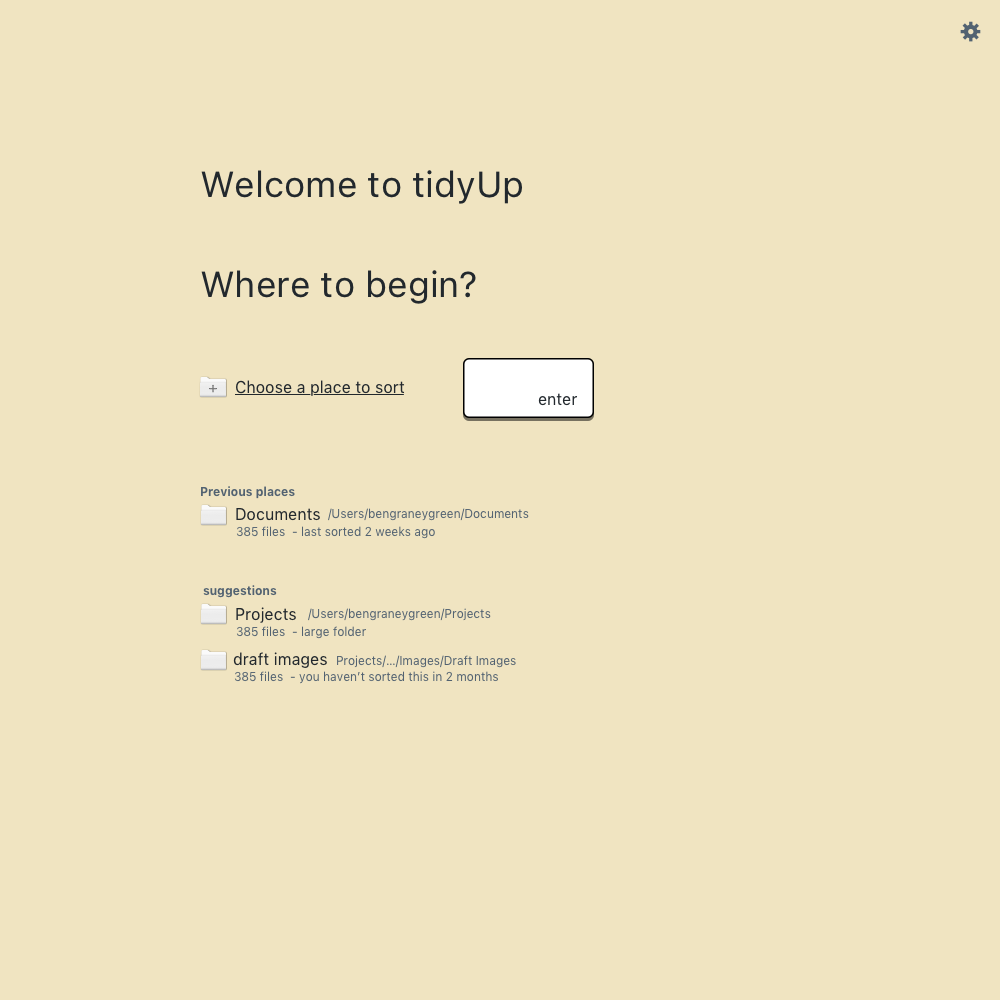 Welcome to tidyUp
Where to begin?
Choose a place to sort
enter
Previous places
Documents /Users/bengraneygreen/Documents
385 files - last sorted 2 weeks ago
suggestions
Projects /Users/bengraneygreen/Projects
385 files - large folder
draft images Projects/.../Images/Draft Images
385 files - you haven't sorted this in 2 months